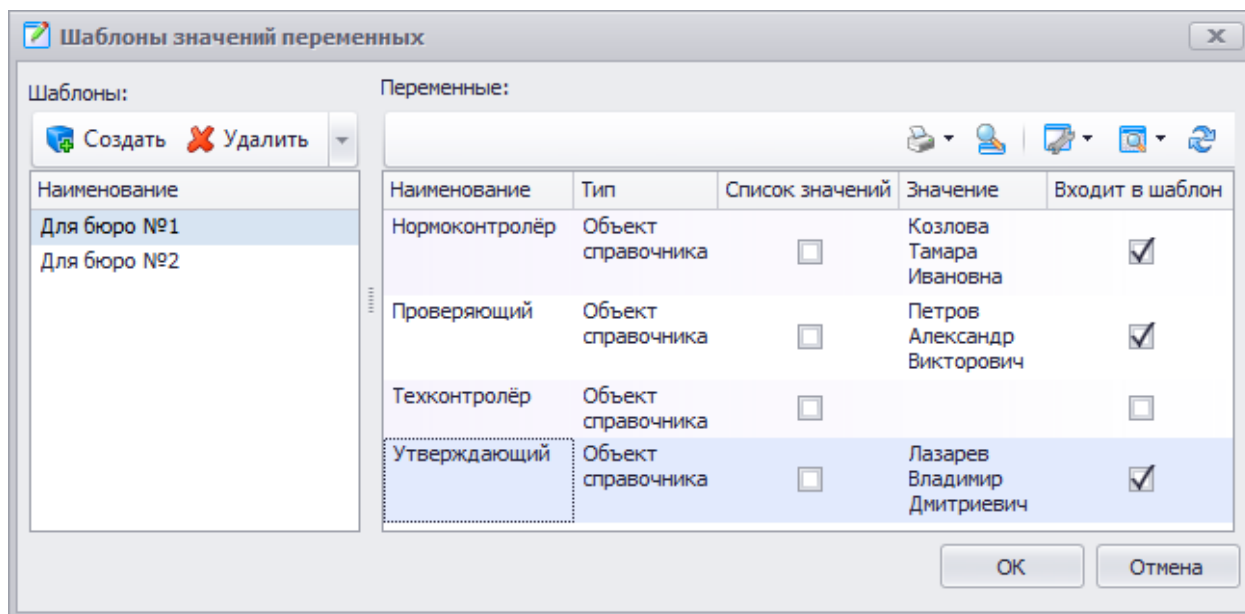 Шаблоны значений переменных
Шаблоны:
Переменные:
Создать Удалить
Наименование
Для бюро №1
Для бюро №2
Наименование Тип Список значений Значение Входит в шаблон
Нормоконтролёр Объект Козлова
справочника Тамара
Ивановна
Проверяющий Объект Петров
справочника Александр
Викторович
Техконтролёр Объект
справочника
Утверждающий Объект Лазарев
справочника Владимир
Дмитриевич
ОК Отмена